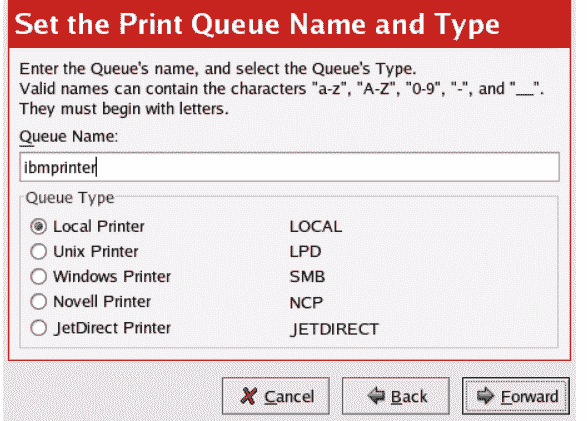 Set the Print Queue Name and Type
Enter the Queue's name, and select the Queue's Type.
Valid names can contain the characters "a-z", "A-Z", "0-9", "-", and "__".
They must begin with letters.
Queue Name:
ibmprinter
Queue Type
Local Printer LOCAL
Unix Printer LPD
Windows Printer SMB
Novell Printer NCP
JetDirect Printer JETDIRECT
Cancel Back Forward